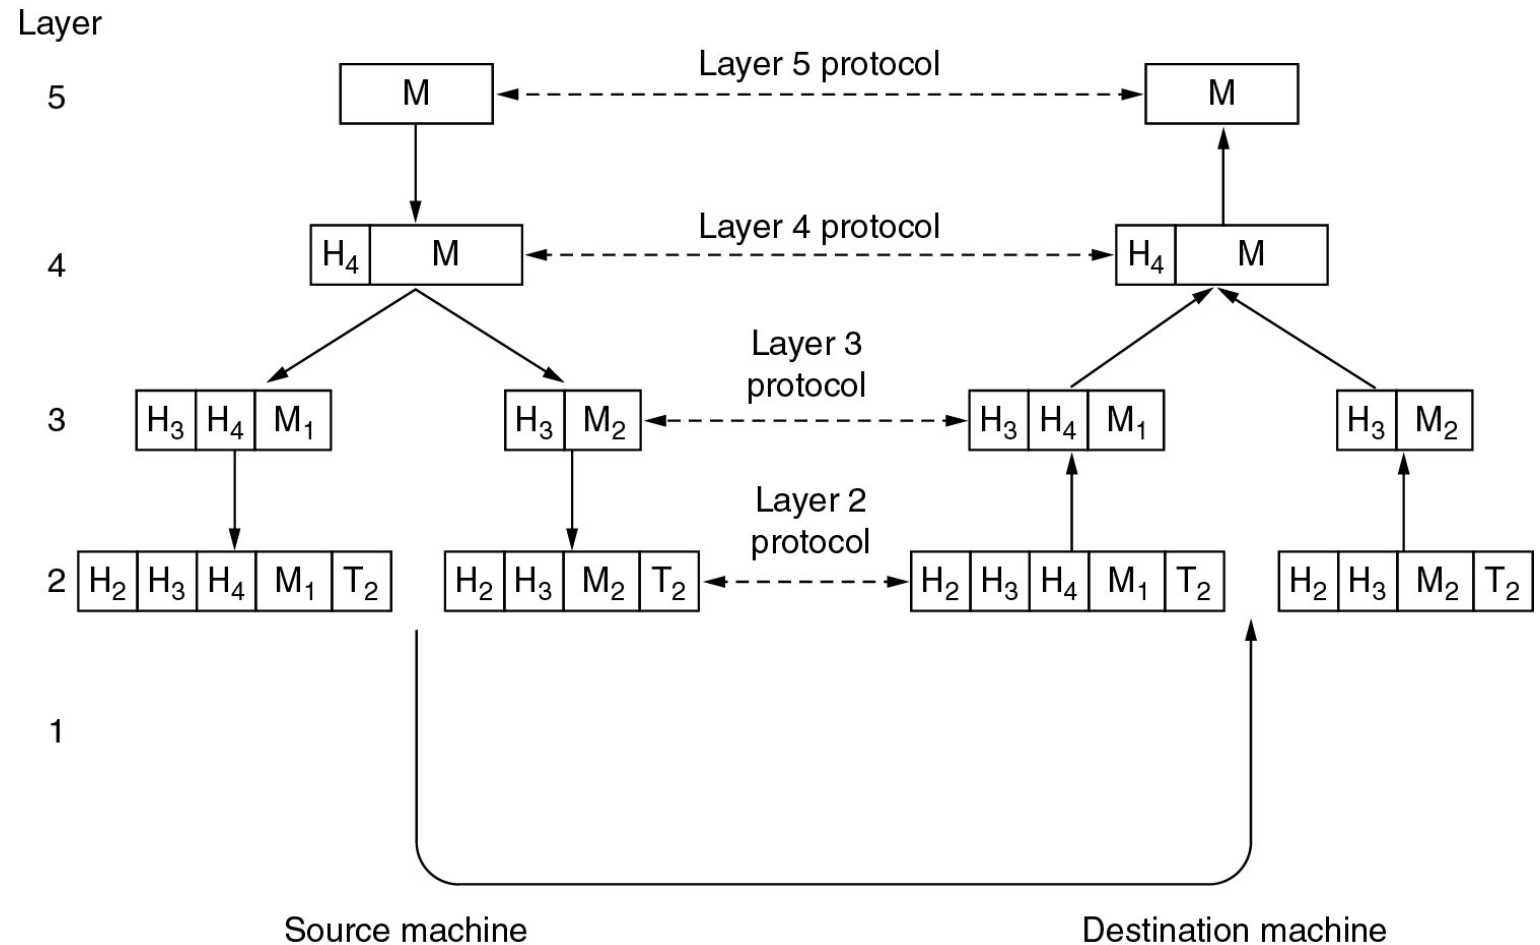 Layer
5 M Layer 5 protocol M
4 H₄ M Layer 4 protocol H₄ M
Layer 3
protocol
3 H₃ H₄ M₁ H₃ M₂ H₃ H₄ M₁ H₃ M₂
Layer 2
protocol
2 H₂ H₃ H₄ M₁ T₂ H₂ H₃ M₂ T₂ H₂ H₃ H₄ M₁ T₂ H₂ H₃ M₂ T₂
1
Source machine Destination machine